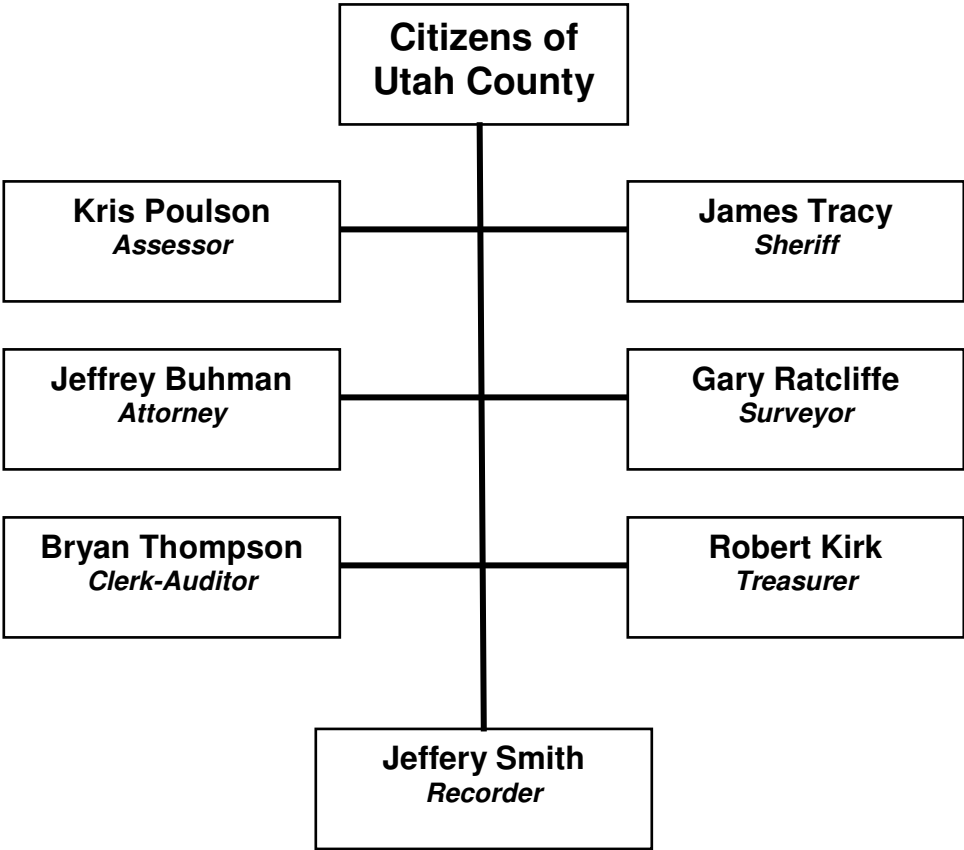 Citizens of
Utah County
Kris Poulson
Assessor
James Tracy
Sheriff
Jeffrey Buhman
Attorney
Gary Ratcliffe
Surveyor
Bryan Thompson
Clerk-Auditor
Robert Kirk
Treasurer
Jeffery Smith
Recorder